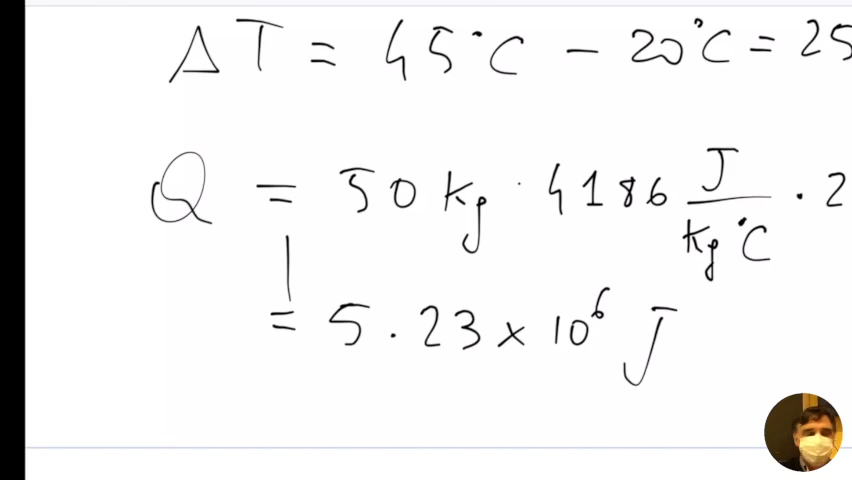 ΔT = 45°C − 20°C = 25
Q = 50 kg · 4186 J/kg°C · 2
= 5.23 × 10⁶ J